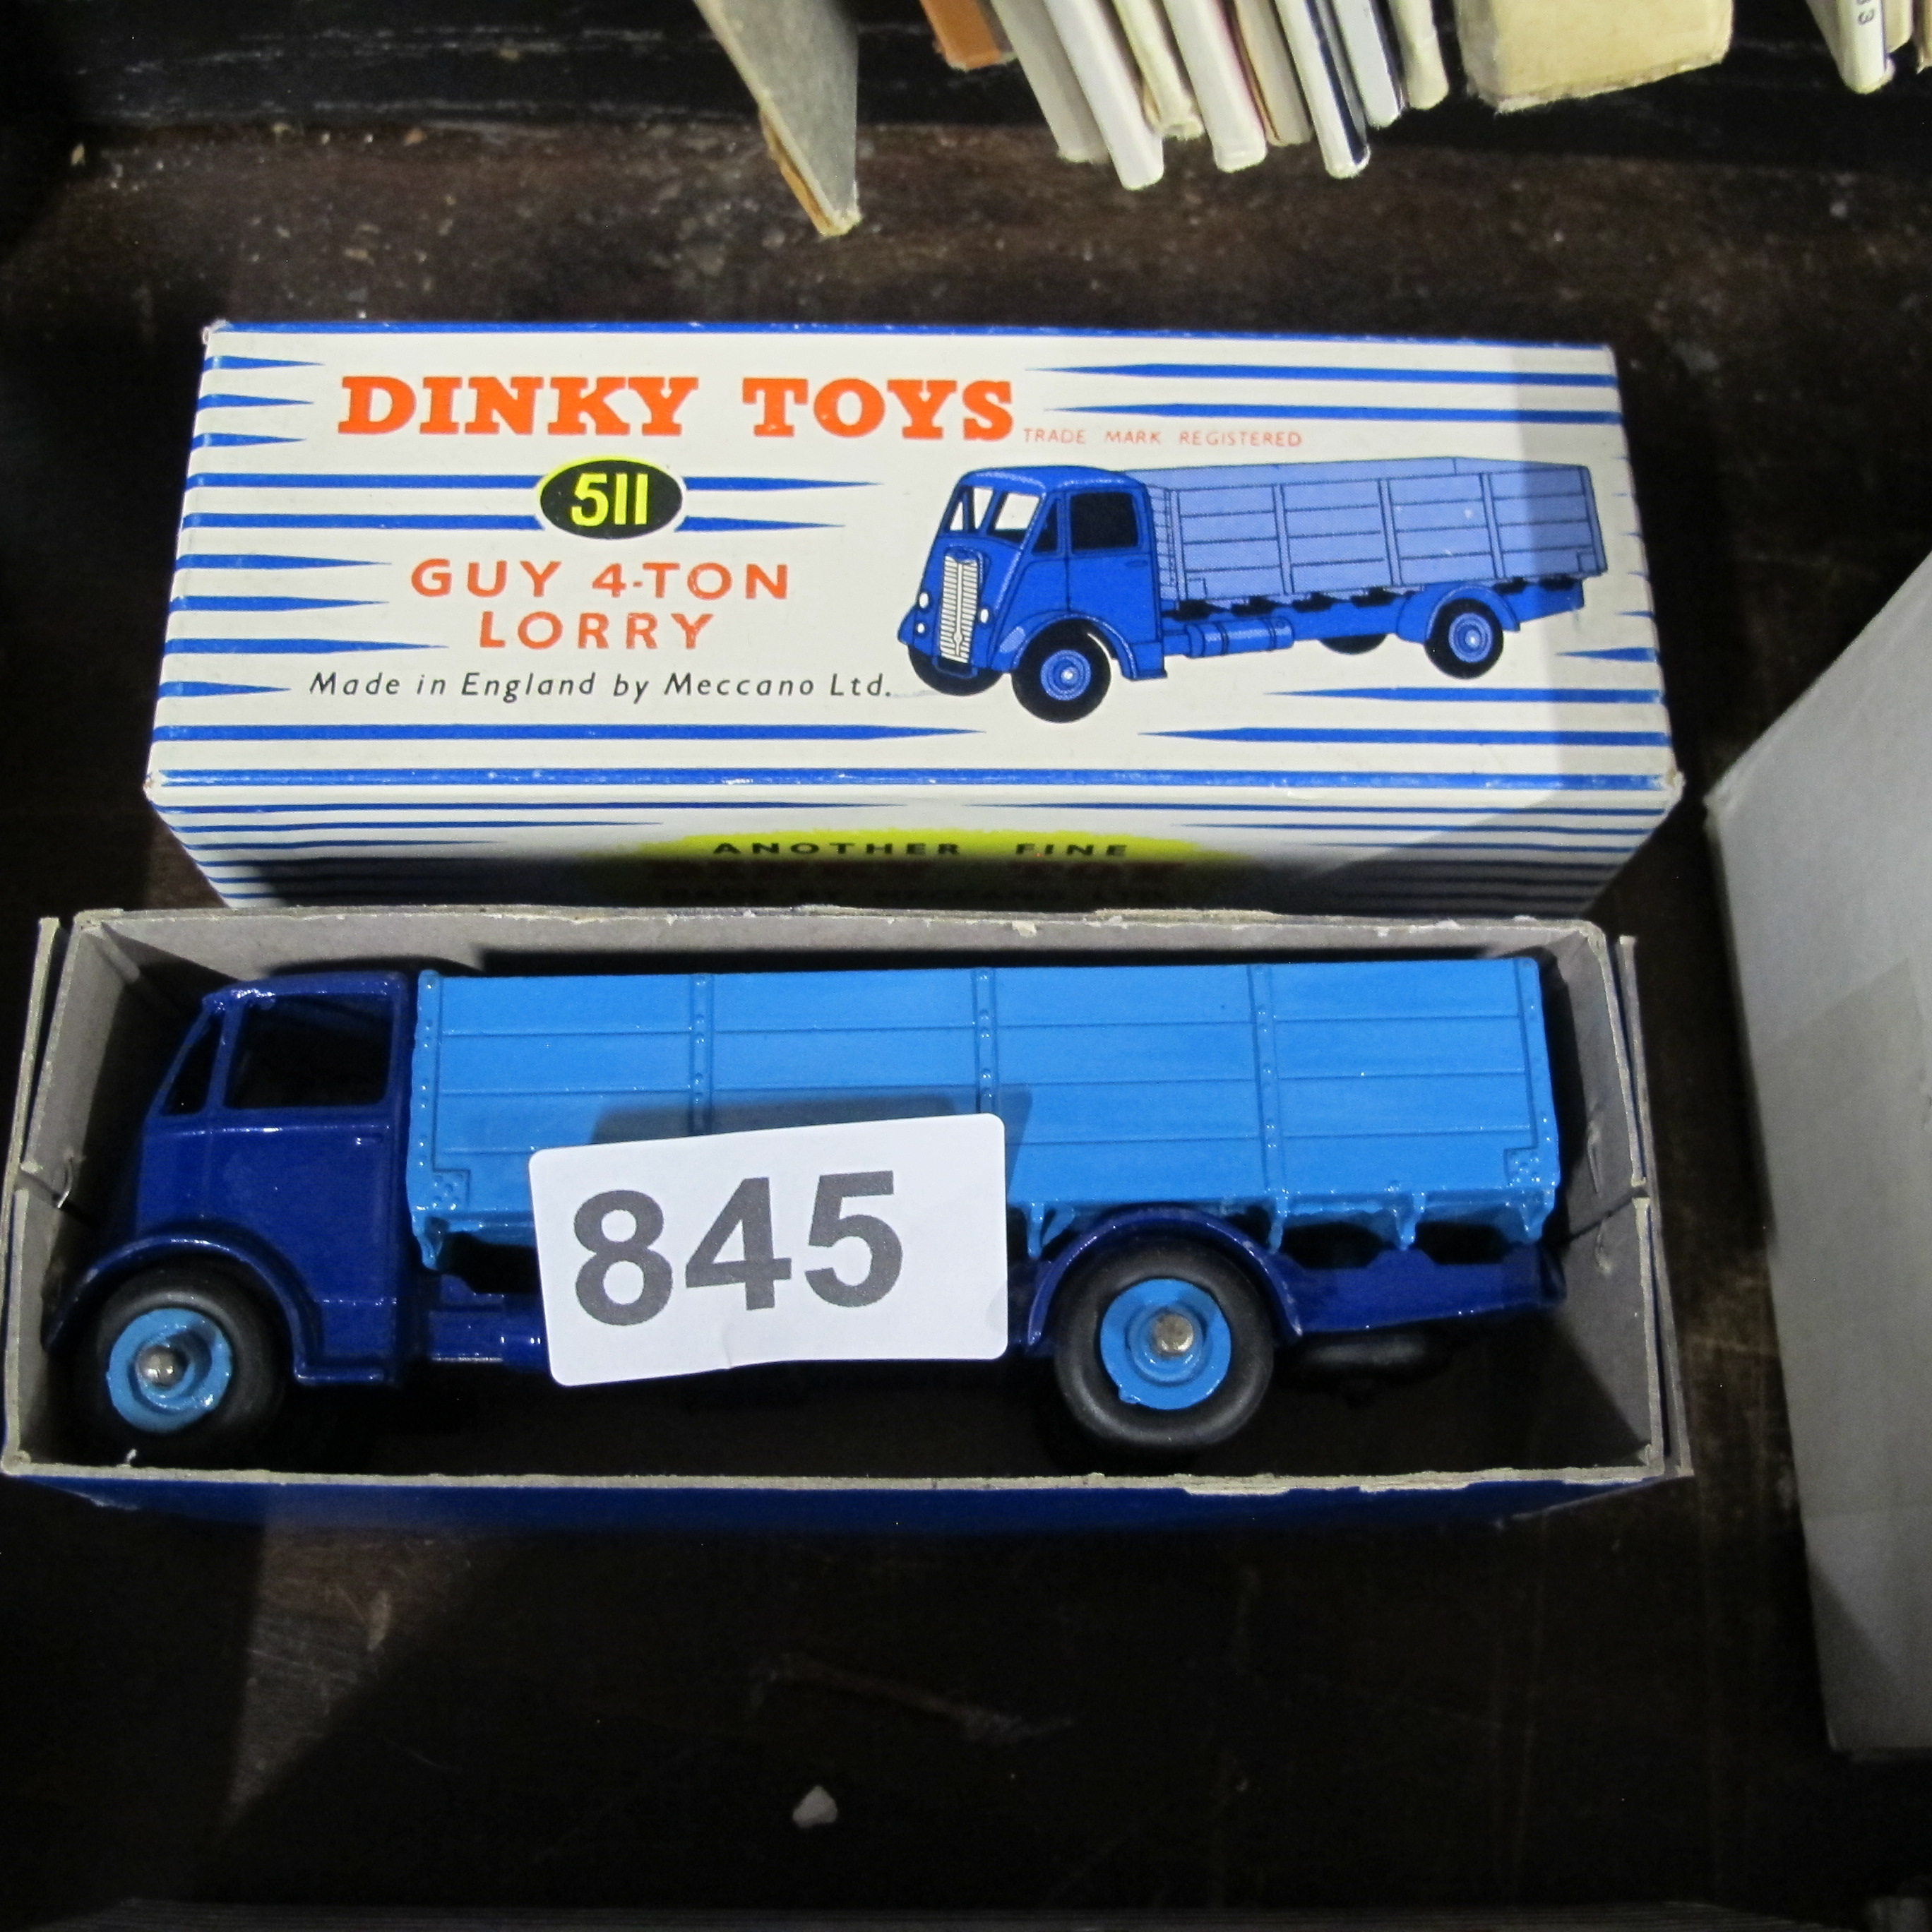 DINKY TOYS
TRADE MARK REGISTERED
511
GUY 4-TON
LORRY
Made in England by Meccano Ltd.
ANOTHER FINE
845